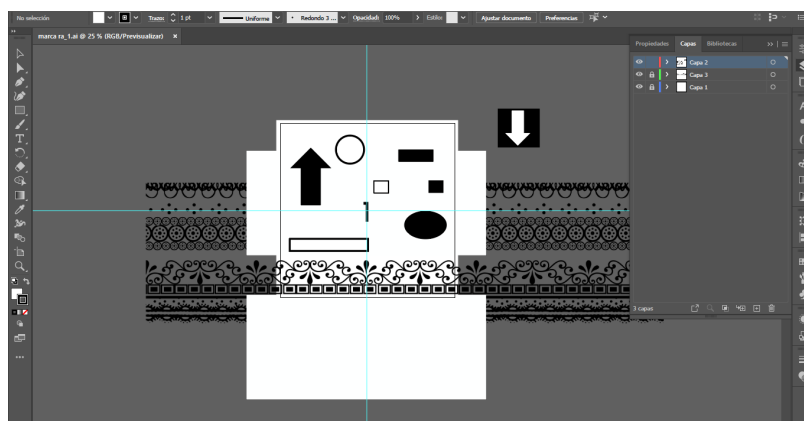 No selección Trazo: 1 pt Uniforme Redondo 3 ... Opacidad: 100% Estilo: Ajustar documento Preferencias
marca ra_1.ai @ 25 % (RGB/Previsualizar) ×
Propiedades Capas Bibliotecas
Capa 2
Capa 3
Capa 1
1
3 capas